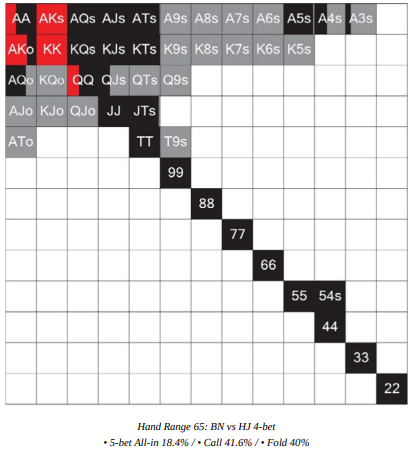 AA AKs AQs AJs ATs A9s A8s A7s A6s A5s A4s A3s
AKo KK KQs KJs KTs K9s K8s K7s K6s K5s
AQo KQo QQ QJs QTs Q9s
AJo KJo QJo JJ JTs
ATo TT T9s
99
88
77
66
55 54s
44
33
22
Hand Range 65: BN vs HJ 4-bet
• 5-bet All-in 18.4% / • Call 41.6% / • Fold 40%